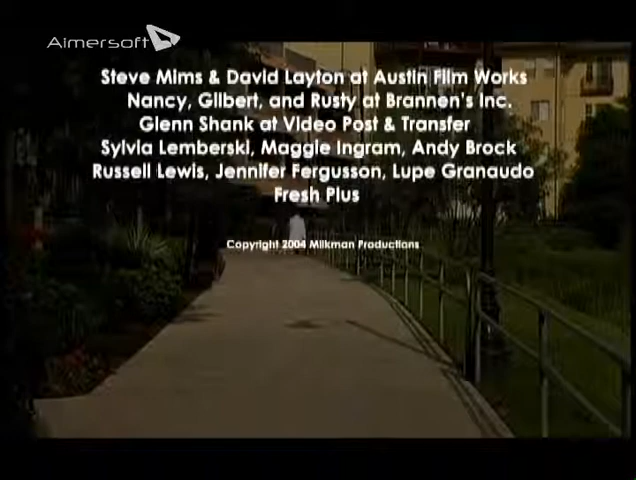 Aimersoft
Steve Mims & David Layton at Austin Film Works
Nancy, Gilbert, and Rusty at Brannen's Inc.
Glenn Shank at Video Post & Transfer
Sylvia Lemberski, Maggie Ingram, Andy Brock
Russell Lewis, Jennifer Fergusson, Lupe Granaudo
Fresh Plus
Copyright 2004 Milkman Productions